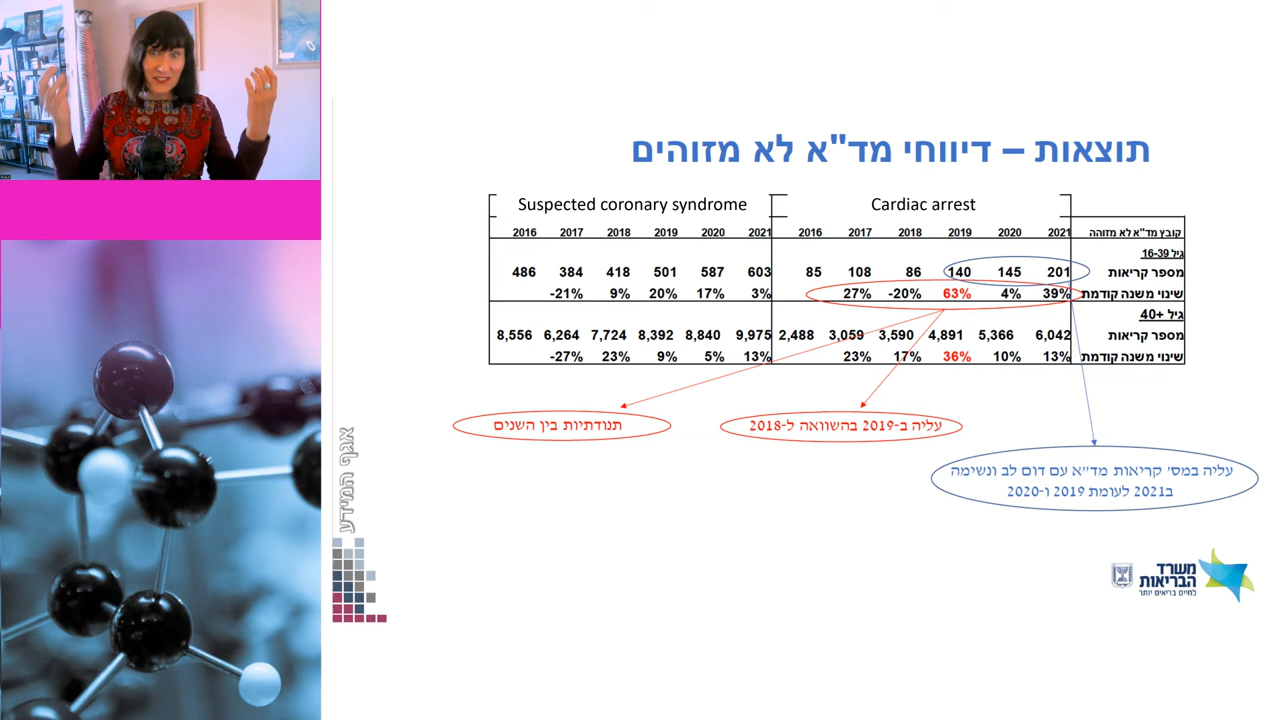 תוצאות – דיווחי מד"א לא מזוהים
Suspected coronary syndrome Cardiac arrest
2016 2017 2018 2019 2020 2021 2016 2017 2018 2019 2020 2021 קובץ מד"א לא מזוהה
גיל 16-39
486 384 418 501 587 603 85 108 86 140 145 201 מספר קריאות
-21% 9% 20% 17% 3% 27% -20% 63% 4% 39% שינוי משנה קודמת
גיל 40+
8,556 6,264 7,724 8,392 8,840 9,975 2,488 3,059 3,590 4,891 5,366 6,042 מספר קריאות
-27% 23% 9% 5% 13% 23% 17% 36% 10% 13% שינוי משנה קודמת
עליה ב-2019 בהשוואה ל-2018
תנודתיות בין השנים
עליה במס' קריאות מד"א עם דום לב ונשימה
ב2021 לעומת 2019 ו-2020
אגף המידע
משרד
הבריאות
לחיים בריאים יותר